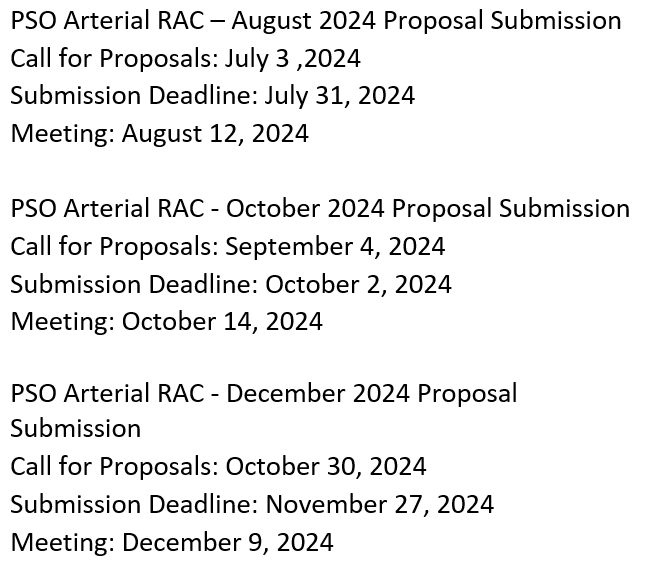 PSO Arterial RAC – August 2024 Proposal Submission
Call for Proposals: July 3 ,2024
Submission Deadline: July 31, 2024
Meeting: August 12, 2024
PSO Arterial RAC - October 2024 Proposal Submission
Call for Proposals: September 4, 2024
Submission Deadline: October 2, 2024
Meeting: October 14, 2024
PSO Arterial RAC - December 2024 Proposal
Submission
Call for Proposals: October 30, 2024
Submission Deadline: November 27, 2024
Meeting: December 9, 2024